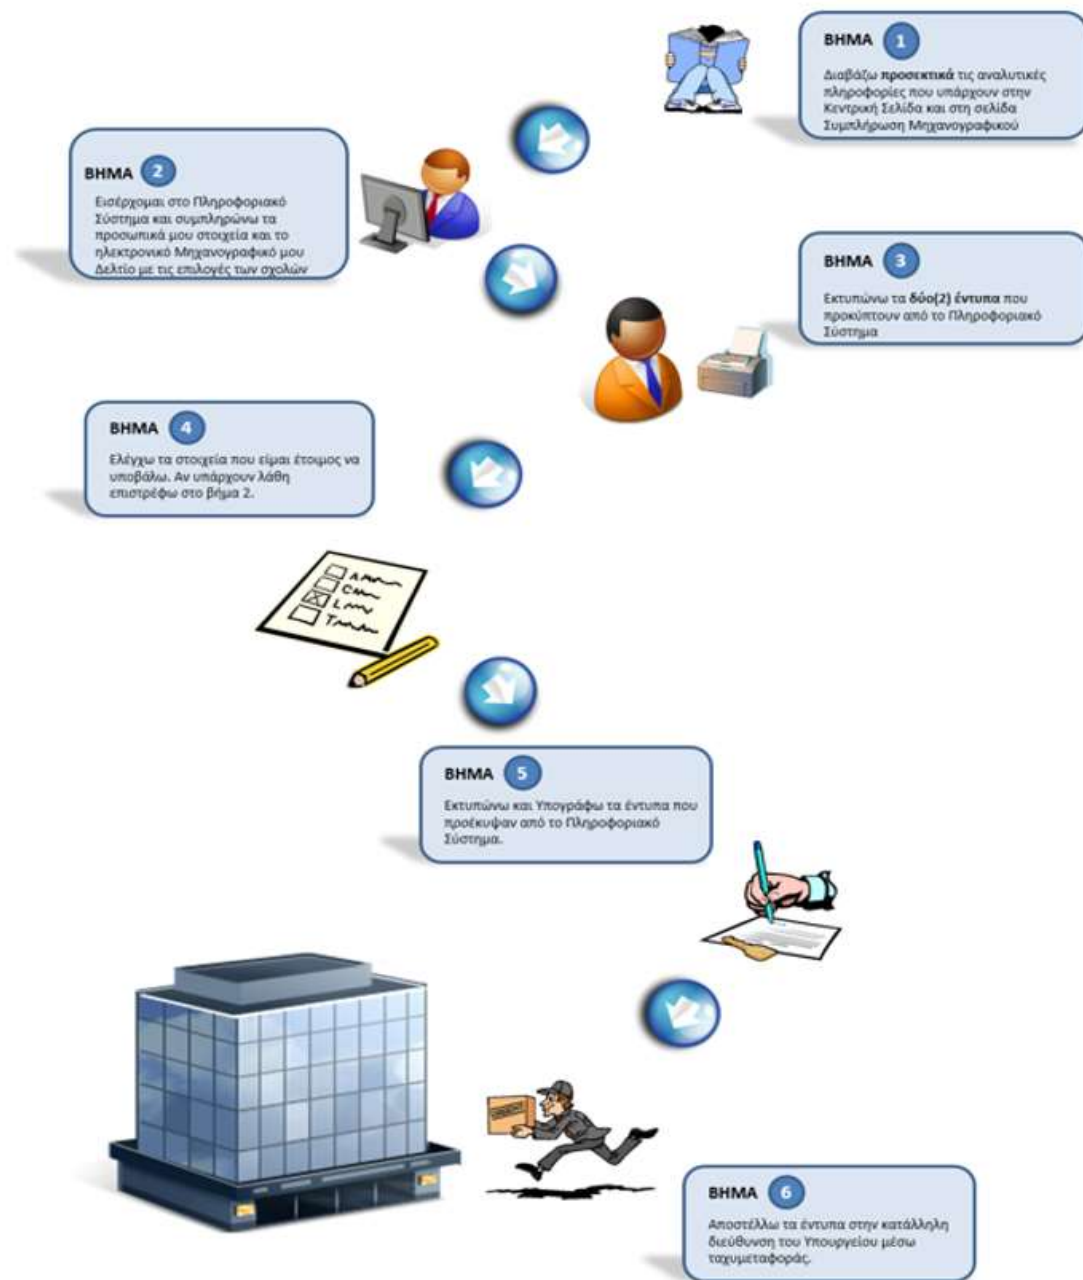 ΒΗΜΑ 1
Διαβάζω προσεκτικά τις αναλυτικές
πληροφορίες που υπάρχουν στην
Κεντρική Σελίδα και στη σελίδα
Συμπλήρωση Μηχανογραφικού
ΒΗΜΑ 2
Εισέρχομαι στο Πληροφοριακό
Σύστημα και συμπληρώνω τα
προσωπικά μου στοιχεία και το
ηλεκτρονικό Μηχανογραφικό μου
Δελτίο με τις επιλογές των σχολών
ΒΗΜΑ 3
Εκτυπώνω τα δύο(2) έντυπα που
προκύπτουν από το Πληροφοριακό
Σύστημα
ΒΗΜΑ 4
Ελέγχω τα στοιχεία που είμαι έτοιμος να
υποβάλω. Αν υπάρχουν λάθη
επιστρέφω στο βήμα 2.
A
C
L
T
ΒΗΜΑ 5
Εκτυπώνω και Υπογράφω τα έντυπα που
προέκυψαν από το Πληροφοριακό
Σύστημα.
URGENT
ΒΗΜΑ 6
Αποστέλλω τα έντυπα στην κατάλληλη
διεύθυνση του Υπουργείου μέσω
ταχυμεταφοράς.